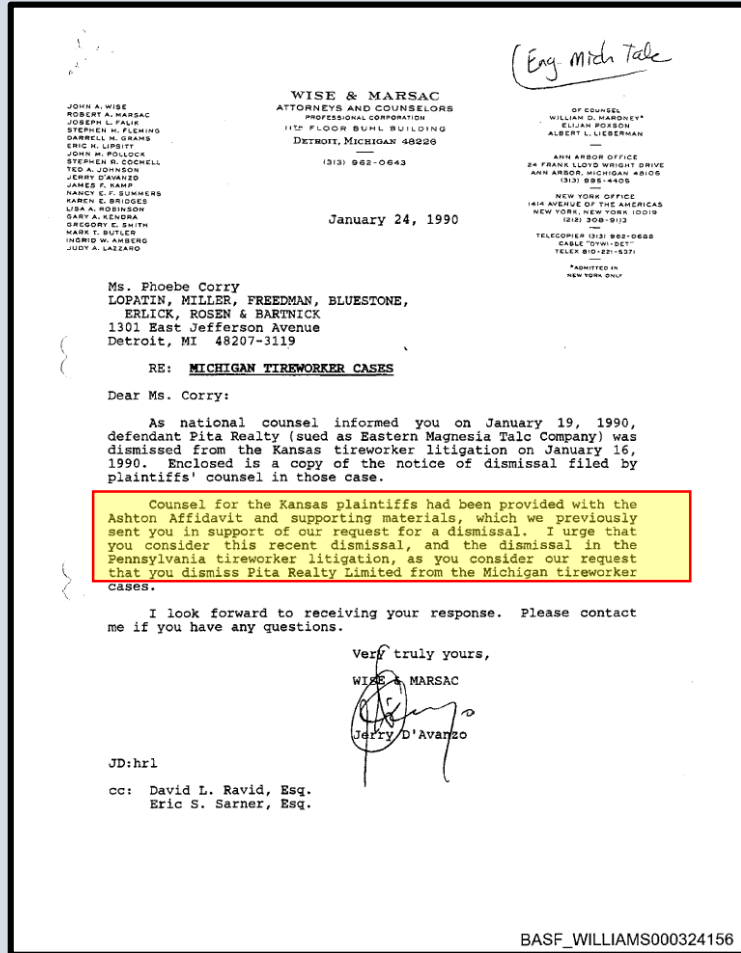 (Eng- Mich Talc
WISE & MARSAC
ATTORNEYS AND COUNSELORS
PROFESSIONAL CORPORATION
11TH FLOOR BUHL BUILDING
DETROIT, MICHIGAN 48226
(313) 962-0643
JOHN A. WISE
ROBERT A. MARSAC
JOSEPH L. FALIK
STEPHEN M. FLEMING
DARRELL M. GRAMS
ERIC H. LIPSITT
JOHN M. POLLOCK
STEPHEN R. COCHELL
TED A. JOHNSON
JERRY D'AVANZO
JAMES F. KAMP
NANCY E. F. SUMMERS
KAREN E. BRIDGES
LISA A. ROBINSON
GARY A. KENDRA
GREGORY E. SMITH
MARK T. BUTLER
INGRID W. AMBERG
JUDY A. LAZZARO
OF COUNSEL
WILLIAM D. MARONEY*
ELIJAH POXSON
ALBERT L. LIEBERMAN
ANN ARBOR OFFICE
24 FRANK LLOYD WRIGHT DRIVE
ANN ARBOR, MICHIGAN 48106
(313) 995-4405
NEW YORK OFFICE
1414 AVENUE OF THE AMERICAS
NEW YORK, NEW YORK 10019
(212) 308-9113
TELECOPIER (313) 962-0688
CABLE "DYWI-DET"
TELEX 810-221-5371
*ADMITTED IN
NEW YORK ONLY
January 24, 1990
Ms. Phoebe Corry
LOPATIN, MILLER, FREEDMAN, BLUESTONE,
ERLICK, ROSEN & BARTNICK
1301 East Jefferson Avenue
Detroit, MI 48207-3119
RE: MICHIGAN TIREWORKER CASES
Dear Ms. Corry:
As national counsel informed you on January 19, 1990,
defendant Pita Realty (sued as Eastern Magnesia Talc Company) was
dismissed from the Kansas tireworker litigation on January 16,
1990. Enclosed is a copy of the notice of dismissal filed by
plaintiffs' counsel in those case.
Counsel for the Kansas plaintiffs had been provided with the
Ashton Affidavit and supporting materials, which we previously
sent you in support of our request for a dismissal. I urge that
you consider this recent dismissal, and the dismissal in the
Pennsylvania tireworker litigation, as you consider our request
that you dismiss Pita Realty Limited from the Michigan tireworker
cases.
I look forward to receiving your response. Please contact
me if you have any questions.
Very truly yours,
WISE & MARSAC
Jerry D'Avanzo
JD:hrl
cc: David L. Ravid, Esq.
Eric S. Sarner, Esq.
BASF_WILLIAMS000324156